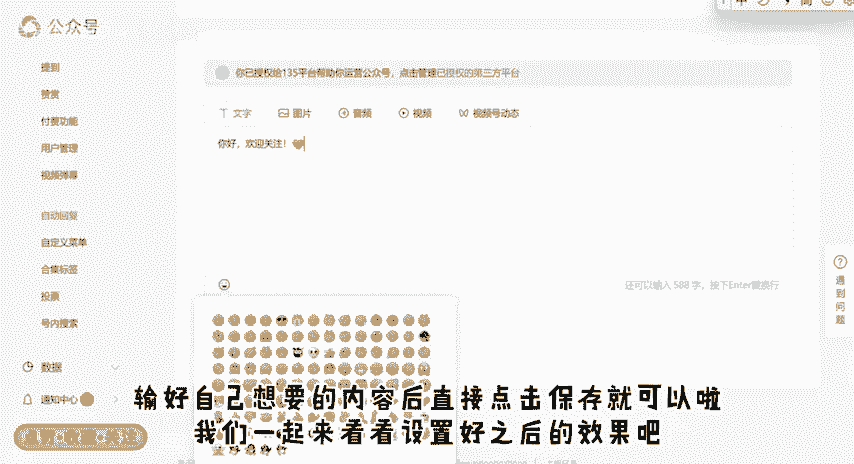 公众号
提到
赞赏
付费功能
用户管理
视频弹幕
自动回复
自定义菜单
合集标签
投票
号内搜索
数据
通知中心
你已授权给135平台帮助你运营公众号，点击管理已授权的第三方平台
文字 图片 音频 视频 视频号动态
你好，欢迎关注！
还可以输入 588 字，按下Enter键换行
遇到问题
输好自己想要的内容后直接点击保存就可以啦
我们一起来看看设置好之后的效果吧